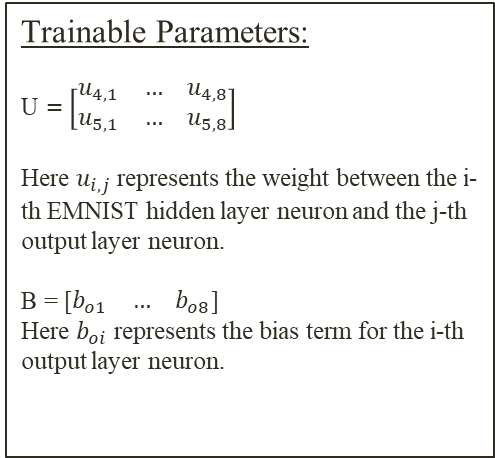 Trainable Parameters:
U = [u4,1 ... u4,8
u5,1 ... u5,8]
Here ui,j represents the weight between the i-
th EMNIST hidden layer neuron and the j-th
output layer neuron.
B = [bo1 ... bo8]
Here boi represents the bias term for the i-th
output layer neuron.